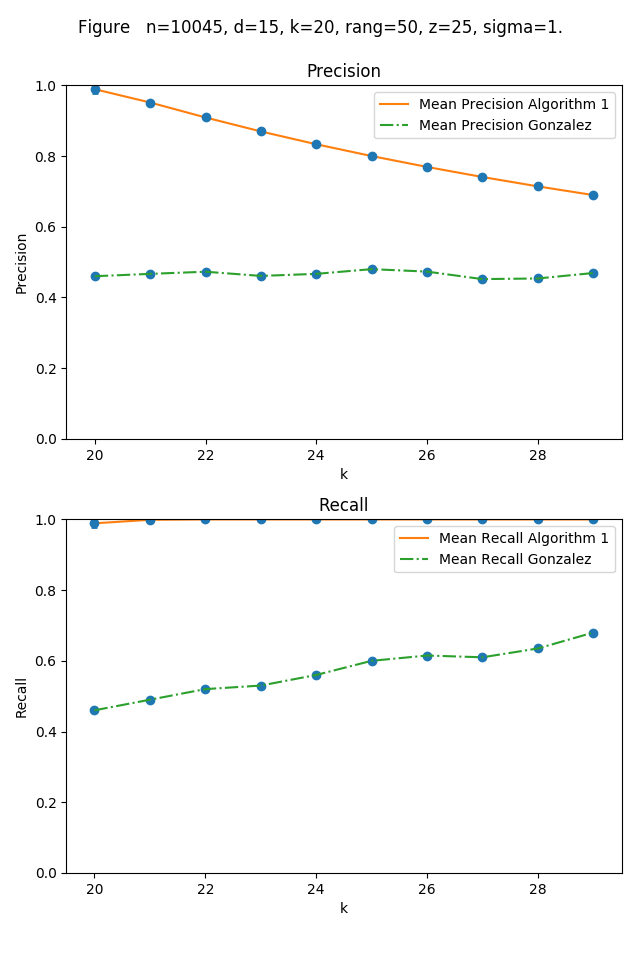 Figure   n=10045, d=15, k=20, rang=50, z=25, sigma=1.
Precision
1.0
Mean Precision Algorithm 1
Mean Precision Gonzalez
0.8
0.6
Precision
0.4
0.2
0.0
20 22 24 26 28
k
Recall
1.0
Mean Recall Algorithm 1
Mean Recall Gonzalez
0.8
0.6
Recall
0.4
0.2
0.0
20 22 24 26 28
k